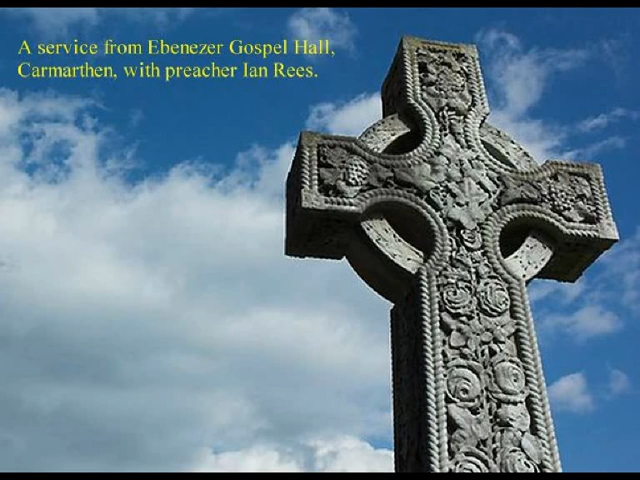 A service from Ebenezer Gospel Hall,
Carmarthen, with preacher Ian Rees.